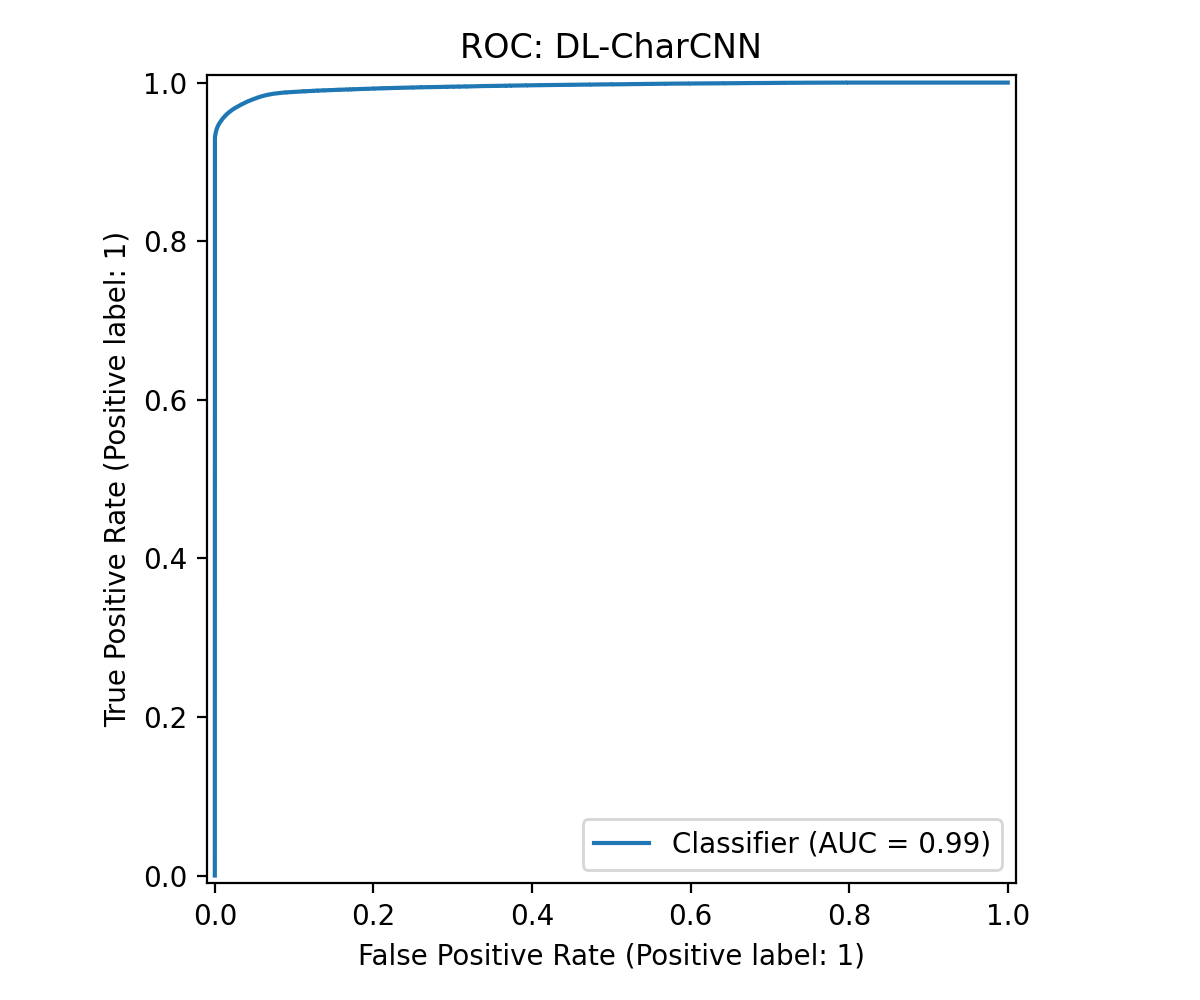 ROC: DL-CharCNN
True Positive Rate (Positive label: 1)
1.0
0.8
0.6
0.4
0.2
0.0
Classifier (AUC = 0.99)
0.0 0.2 0.4 0.6 0.8 1.0
False Positive Rate (Positive label: 1)